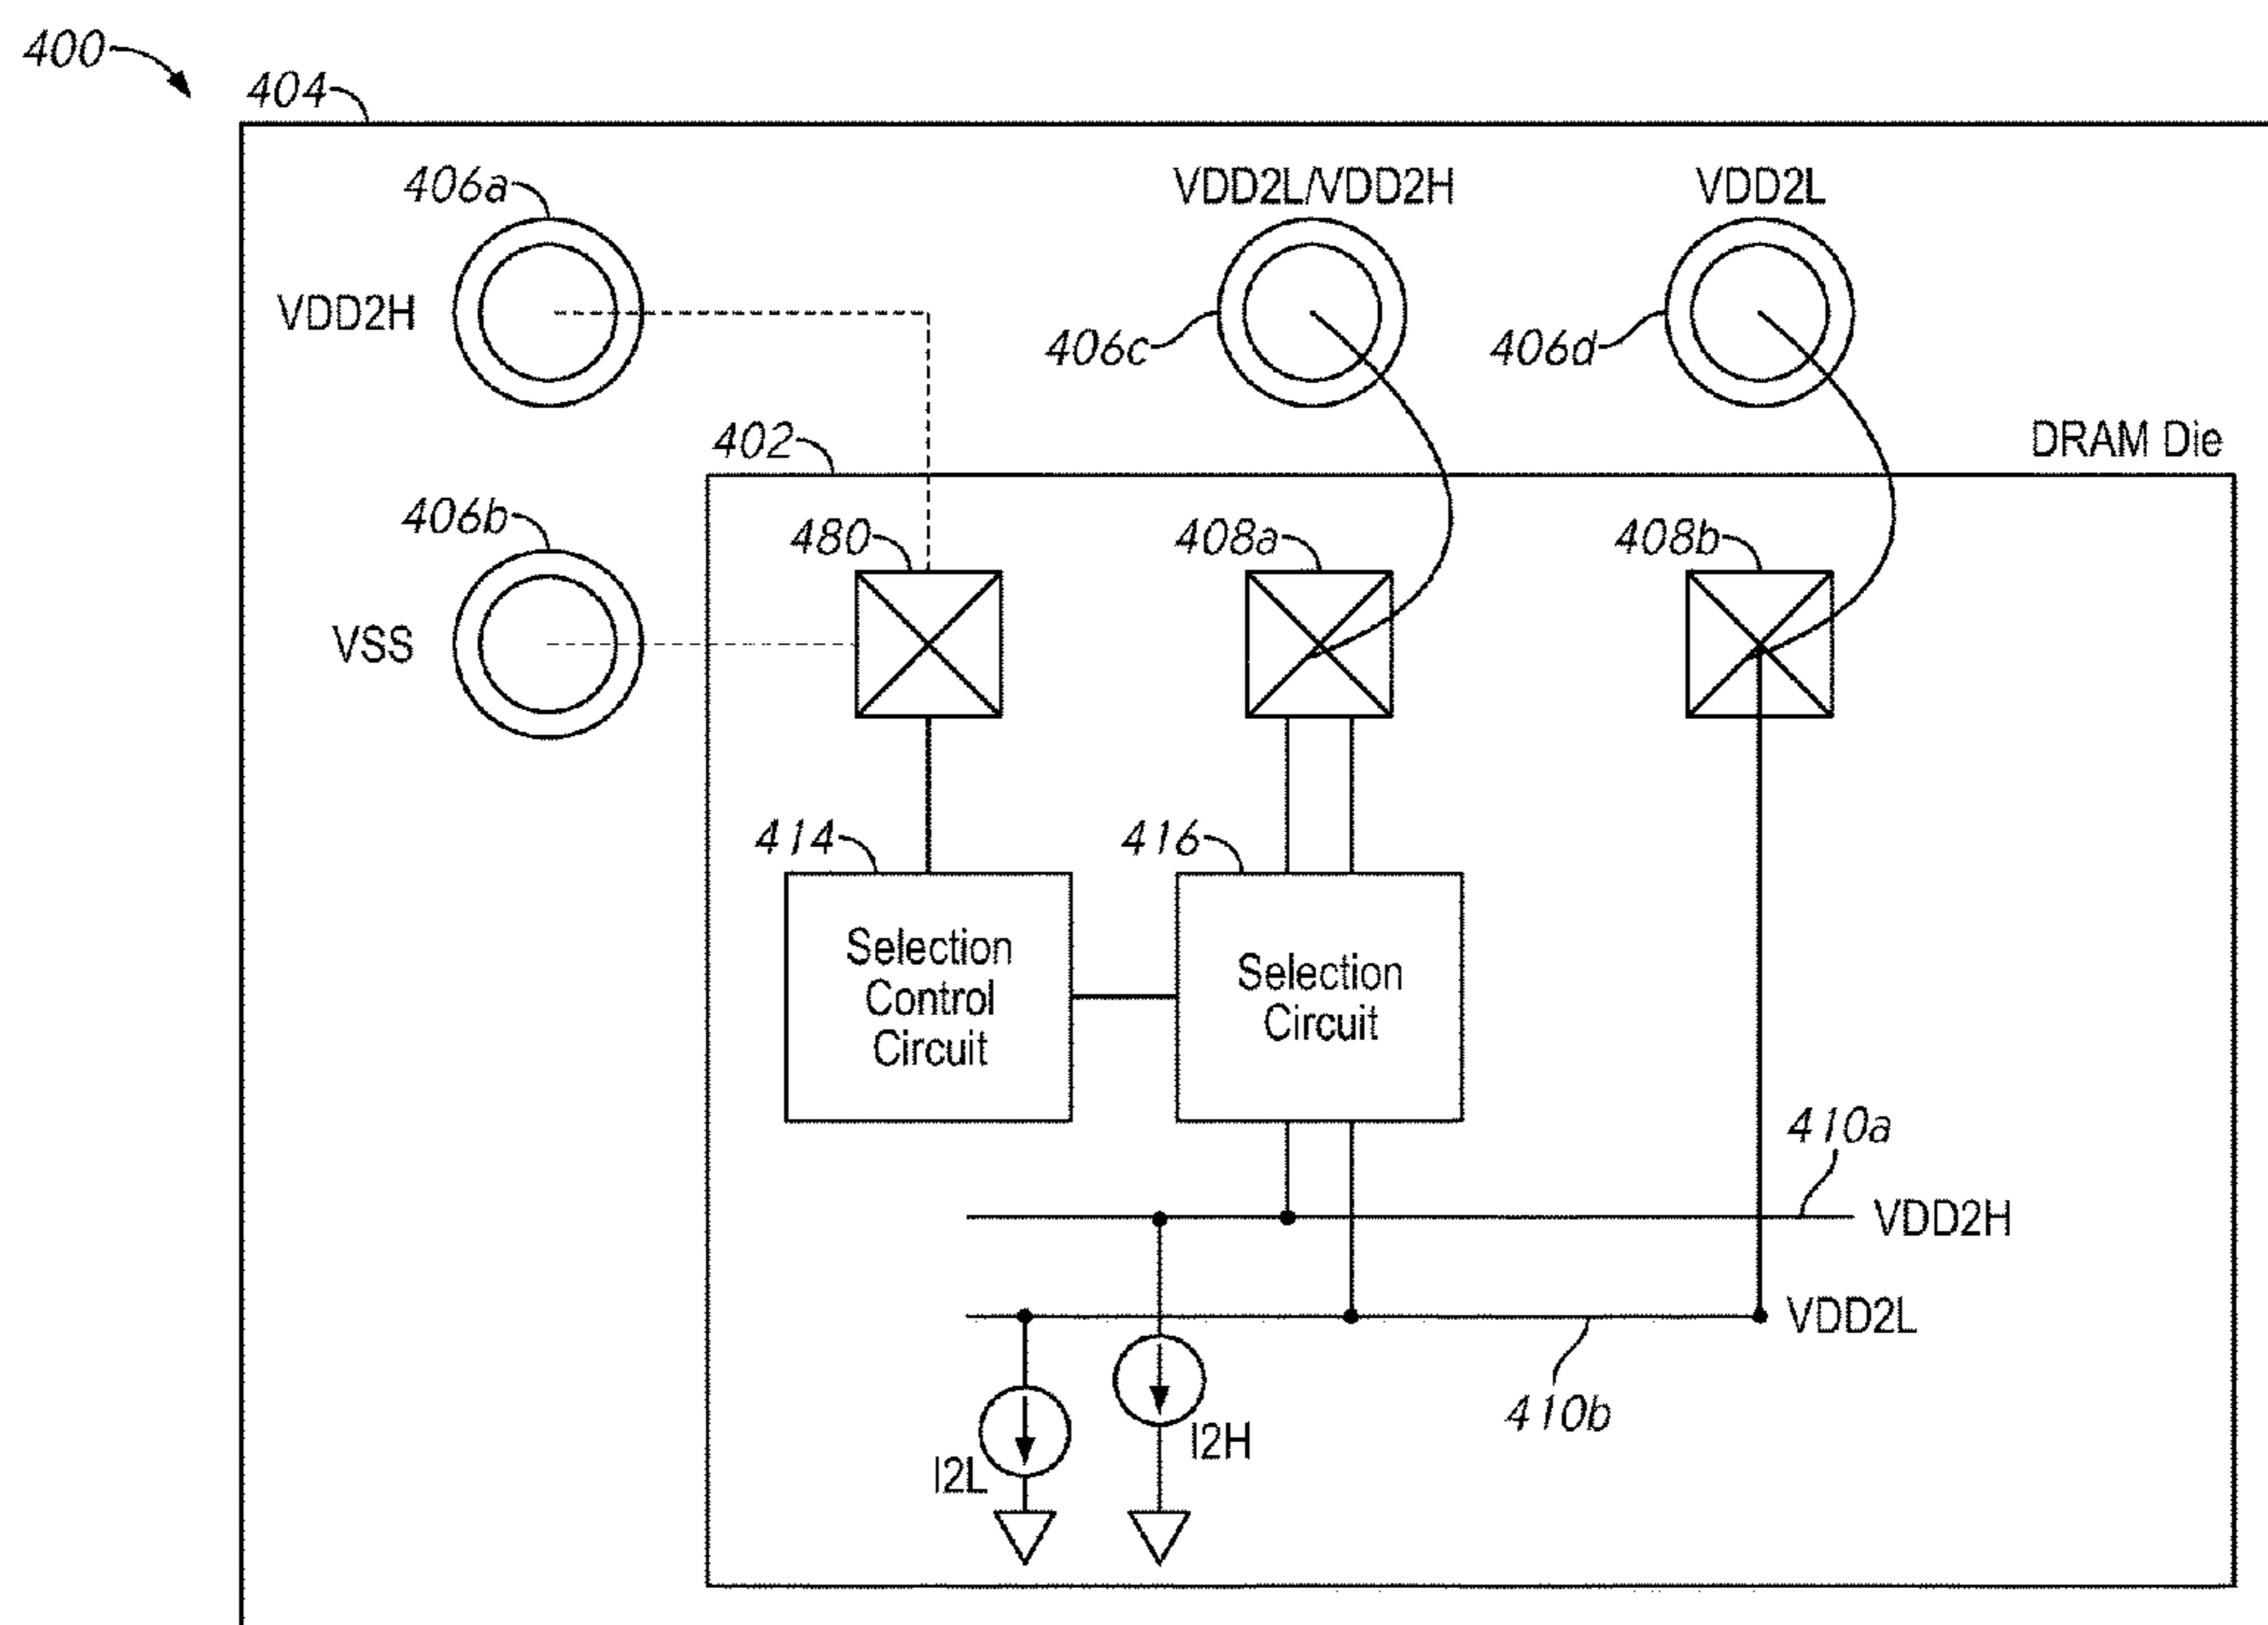 400
404
406a
VDD2L/VDD2H
VDD2L
VDD2H
406c
406d
402
DRAM Die
406b
480
408a
408b
VSS
414
416
Selection
Control
Circuit
Selection
Circuit
410a
VDD2H
VDD2L
410b
I2H
I2L